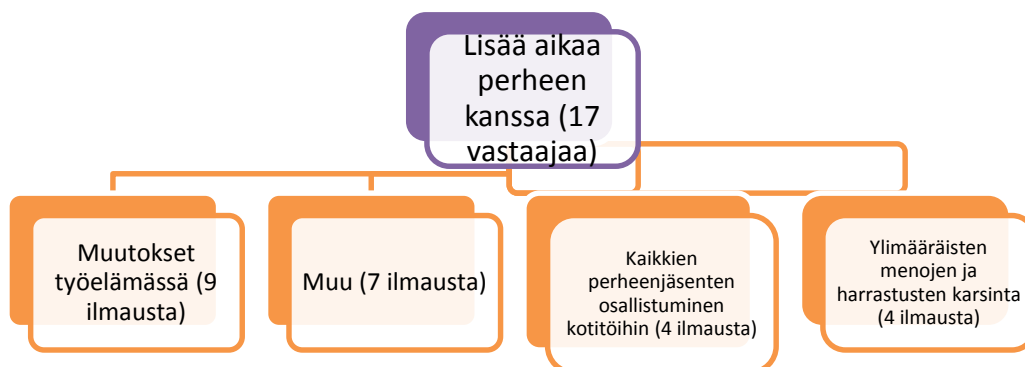 Lisää aikaa
perheen
kanssa (17
vastaajaa)
Muutokset
työelämässä (9
ilmausta)
Muu (7 ilmausta)
Kaikkien
perheenjäsenten
osallistuminen
kotitöihin (4 ilmausta)
Ylimääräisten
menojen ja
harrastusten karsinta
(4 ilmausta)